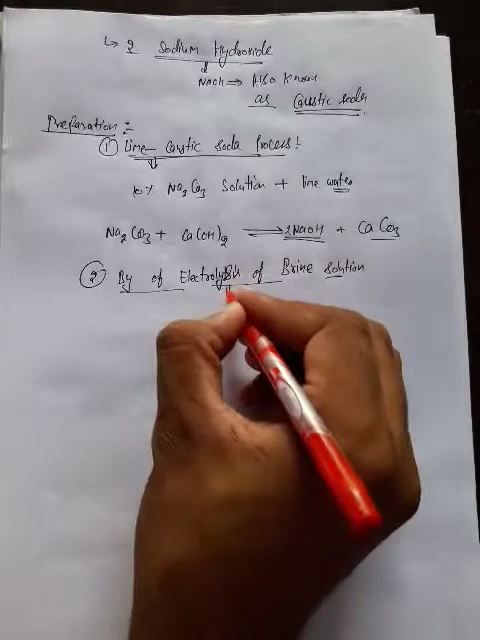 ↳ 2 Sodium Hydroxide
NaOH ⇒ Also Known
as Caustic soda
Preparation :-
① Lime-Caustic soda Process!
10% Na2Co3 Solution + lime water
Na2Co3 + Ca(OH)2 ⇌ 2NaOH + CaCo3
② By of Electrolysis of Brine solution